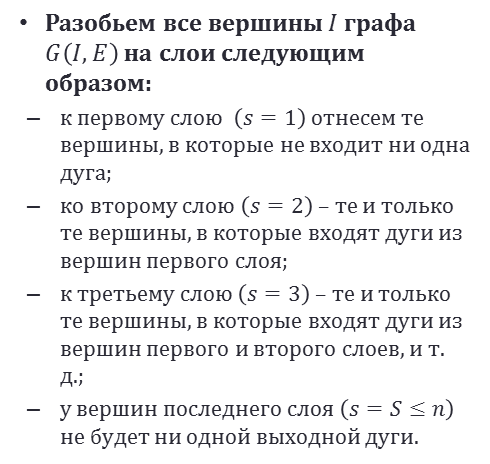 • Разобьем все вершины I графа
G(I, E) на слои следующим
образом:
– к первому слою (s = 1) отнесем те
вершины, в которые не входит ни одна
дуга;
– ко второму слою (s = 2) – те и только
те вершины, в которые входят дуги из
вершин первого слоя;
– к третьему слою (s = 3) – те и только
те вершины, в которые входят дуги из
вершин первого и второго слоев, и т.
д.;
– у вершин последнего слоя (s = S ≤ n)
не будет ни одной выходной дуги.